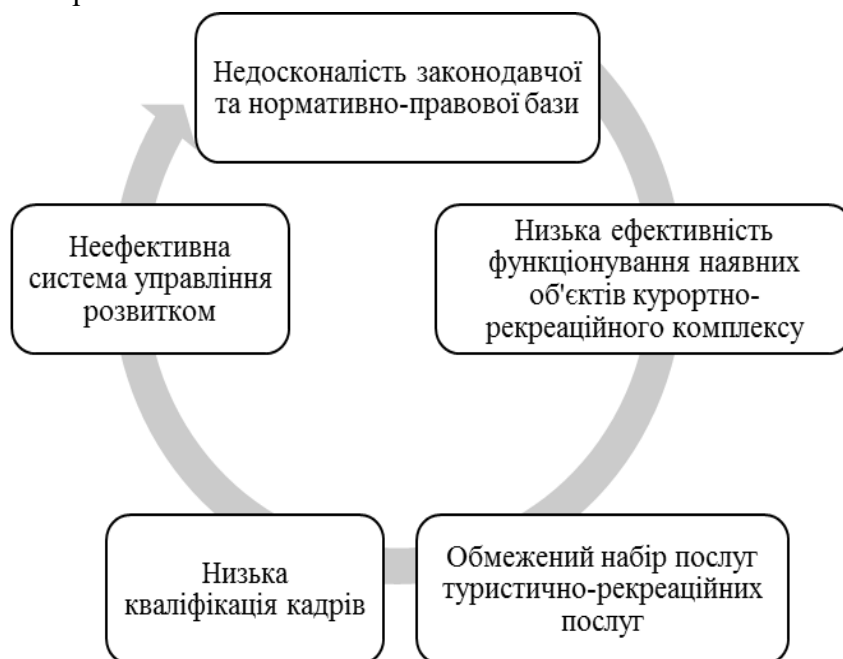 Недосконалість законодавчої
та нормативно-правової бази
Низька ефективність
функціонування наявних
об'єктів курортно-
рекреаційного комплексу
Обмежений набір послуг
туристично-рекреаційних
послуг
Низька
кваліфікація кадрів
Неефективна
система управління
розвитком